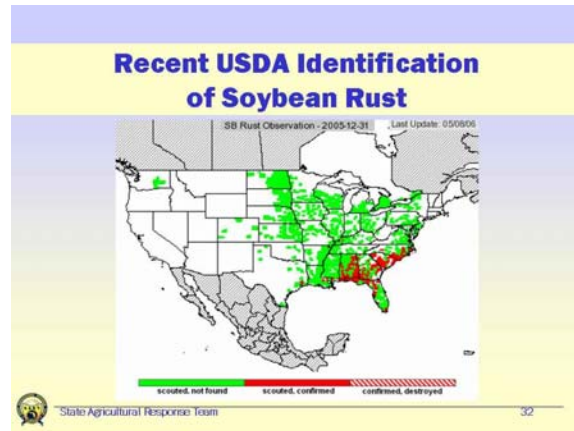 Recent USDA Identification
of Soybean Rust
SB Rust Observation - 2005-12-31
Last Update: 05/08/06
scouted, not found
scouted, confirmed
confirmed, destroyed
State Agricultural Response Team
32